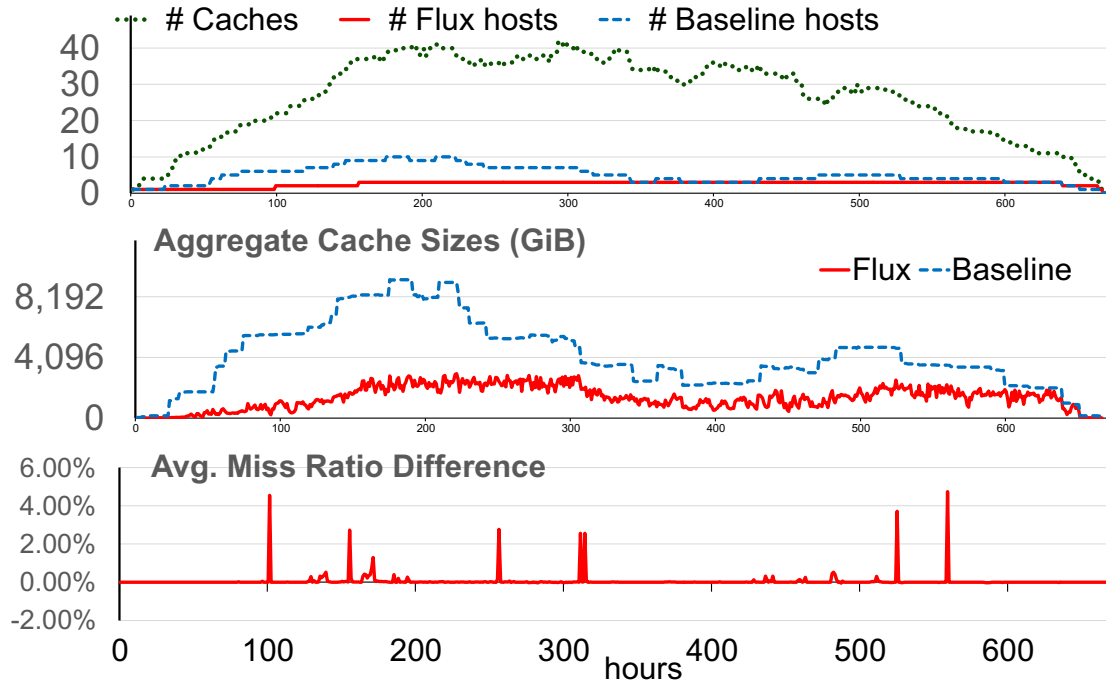 # Caches # Flux hosts # Baseline hosts
40
30
20
10
0
0 100 200 300 400 500 600
Aggregate Cache Sizes (GiB)
Flux Baseline
8,192
4,096
0
0 100 200 300 400 500 600
Avg. Miss Ratio Difference
6.00%
4.00%
2.00%
0.00%
-2.00%
0 100 200 300 400 500 600
hours